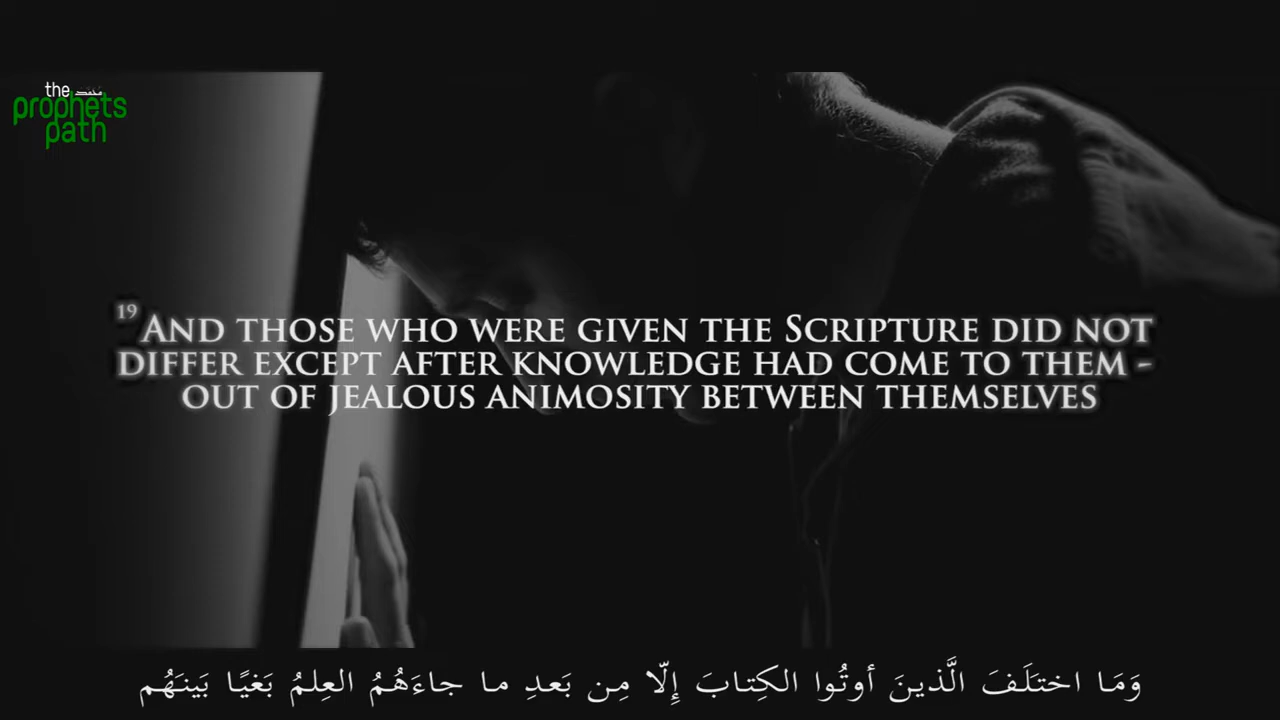 the
prophets
path
19 And those who were given the Scripture did not
differ except after knowledge had come to them -
out of jealous animosity between themselves
وَمَا اختَلَفَ الَّذينَ أوتُوا الكِتابَ إِلّا مِن بَعدِ ما جاءَهُمُ العِلمُ بَغيًا بَينَهُم